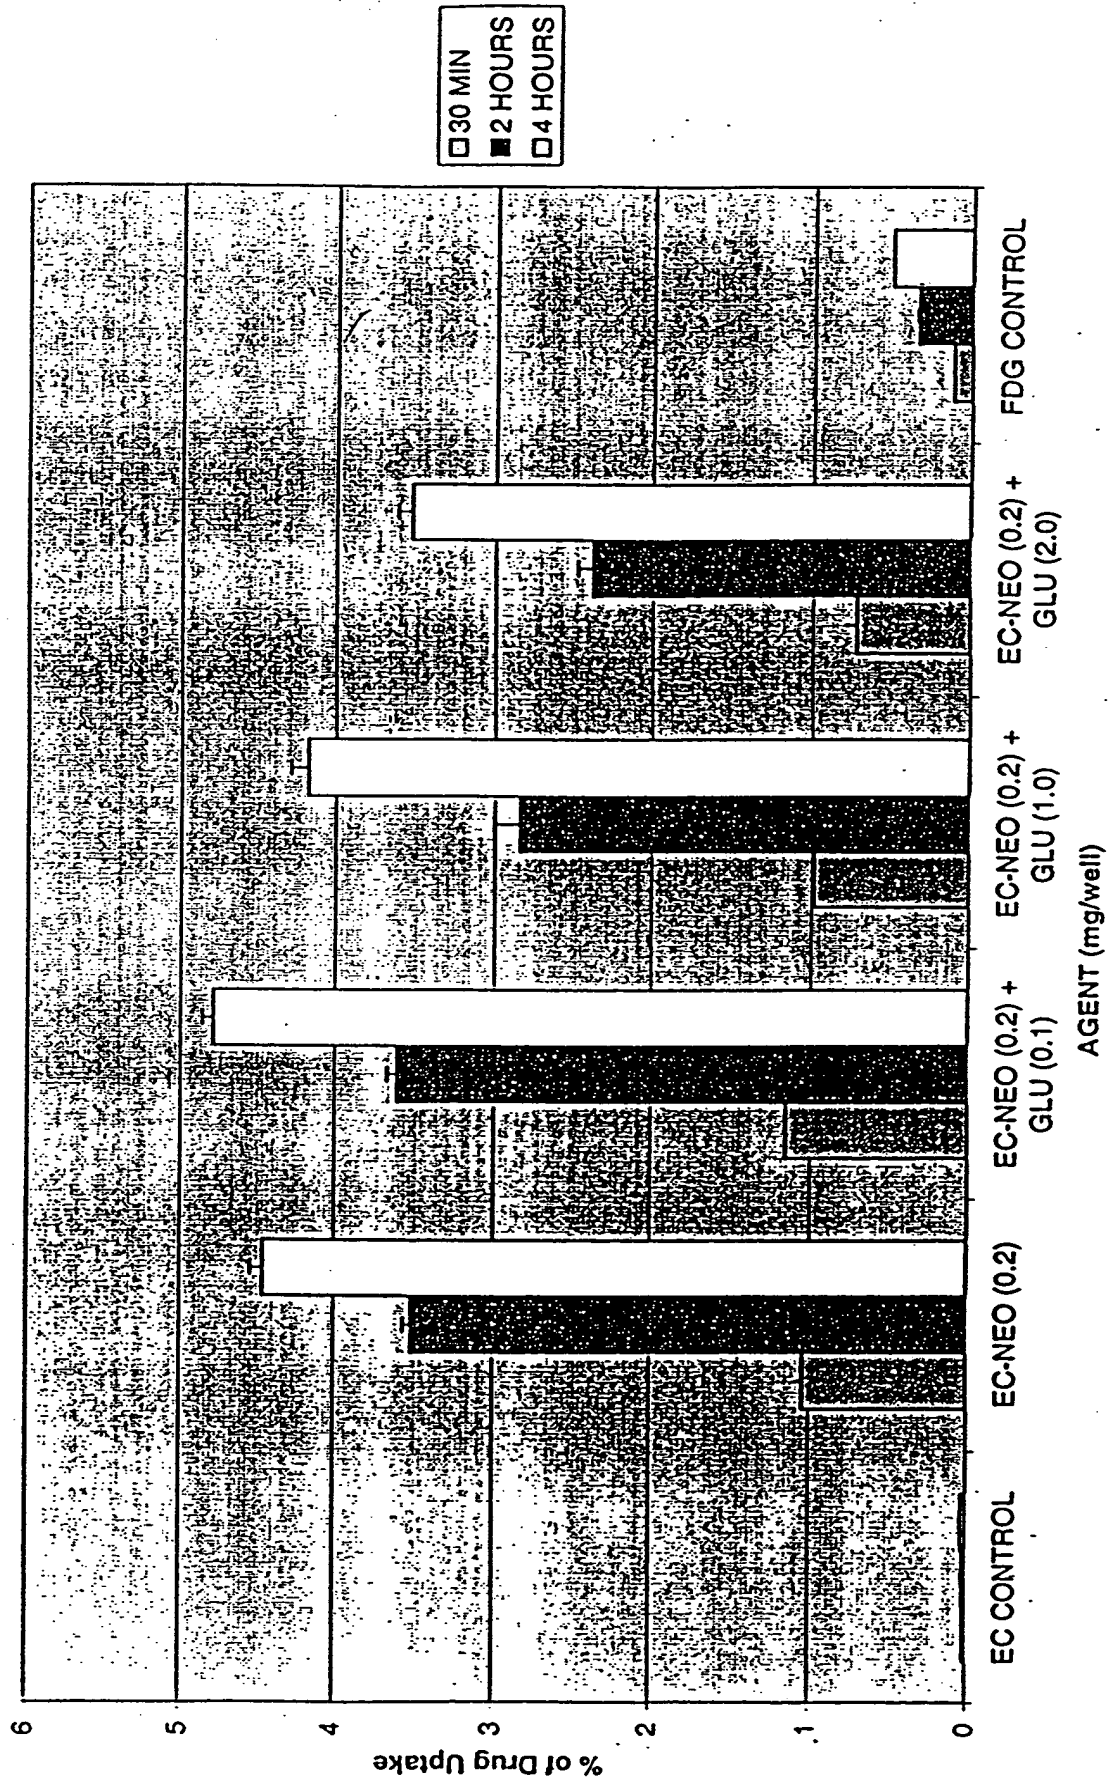 □ 30 MIN
■ 2 HOURS
□ 4 HOURS
% of Drug Uptake
6
5
4
3
2
1
0
EC CONTROL
EC-NEO (0.2)
EC-NEO (0.2) +
GLU (0.1)
EC-NEO (0.2) +
GLU (1.0)
EC-NEO (0.2) +
GLU (2.0)
FDG CONTROL
AGENT (mg/well)